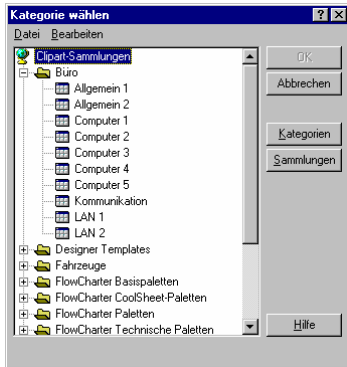 Kategorie wählen
Datei Bearbeiten
Clipart-Sammlungen
Büro
Allgemein 1
Allgemein 2
Computer 1
Computer 2
Computer 3
Computer 4
Computer 5
Kommunikation
LAN 1
LAN 2
Designer Templates
Fahrzeuge
FlowCharter Basispaletten
FlowCharter CoolSheet-Paletten
FlowCharter Paletten
FlowCharter Technische Paletten
OK
Abbrechen
Kategorien
Sammlungen
Hilfe